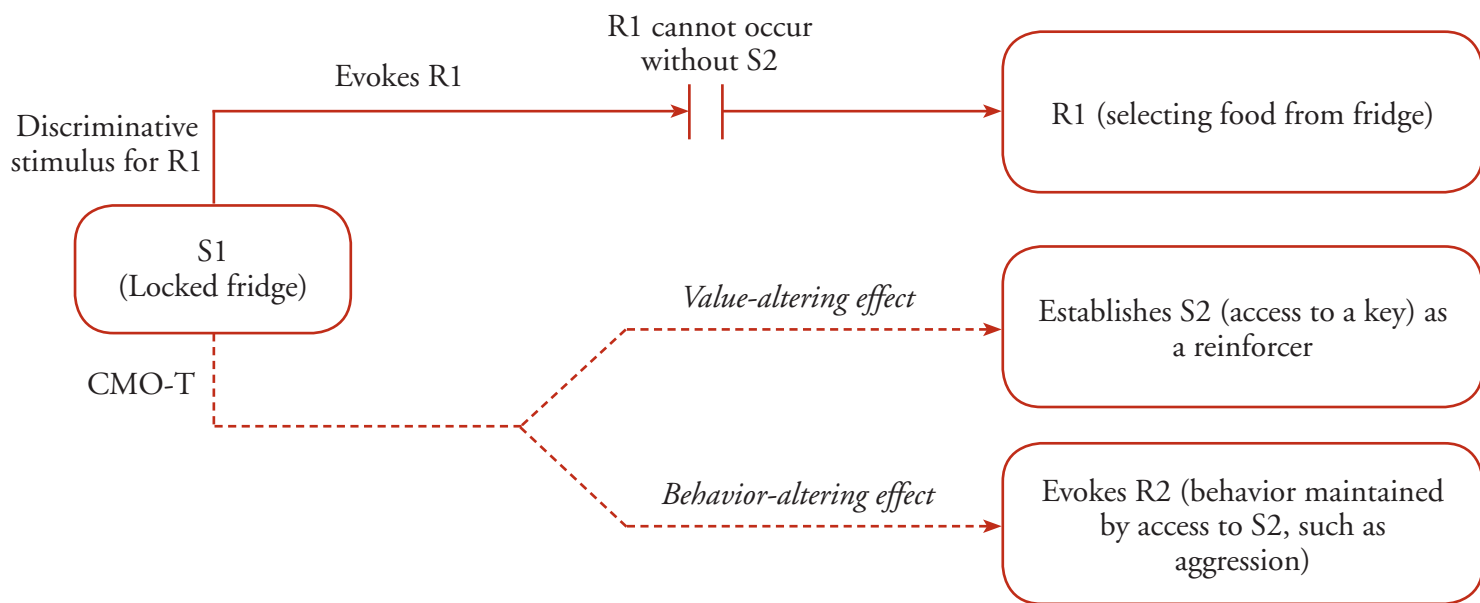 R1 cannot occur
without S2
Evokes R1
R1 (selecting food from fridge)
Discriminative
stimulus for R1
S1
(Locked fridge)
Value-altering effect
Establishes S2 (access to a key) as
a reinforcer
CMO-T
Behavior-altering effect
Evokes R2 (behavior maintained
by access to S2, such as
aggression)